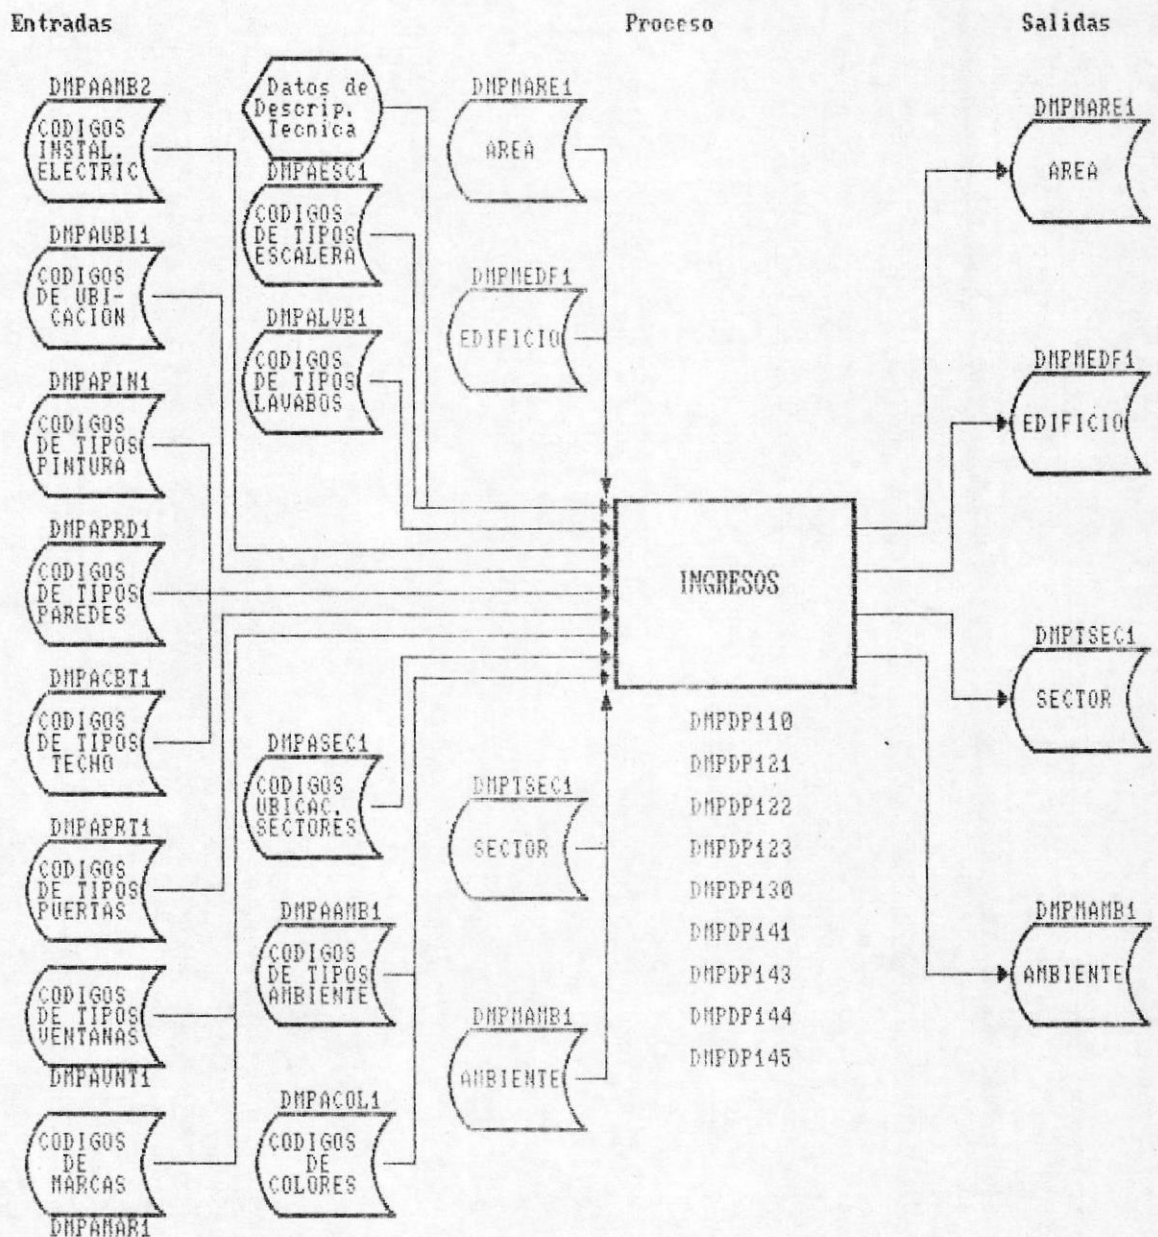 Entradas
Proceso
Salidas
DMPAAMB2
CODIGOS
INSTAL.
ELECTRIC
DMPAUBI1
CODIGOS
DE UBI-
CACION
DMPAPIN1
CODIGOS
DE TIPOS
PINTURA
DMPAPRD1
CODIGOS
DE TIPOS
PAREDES
DMPACBT1
CODIGOS
DE TIPOS
TECHO
DMPAPRT1
CODIGOS
DE TIPOS
PUERTAS
CODIGOS
DE TIPOS
VENTANAS
DMPAVNT1
CODIGOS
DE
MARCAS
DMPAMAR1
Datos de
Descrip.
Tecnica
DMPAESC1
CODIGOS
DE TIPOS
ESCALERA
DMPALVB1
CODIGOS
DE TIPOS
LAVABOS
DMPASEC1
CODIGOS
UBICAC.
SECTORES
DMPAAMB1
CODIGOS
DE TIPOS
AMBIENTE
DMPACOL1
CODIGOS
DE
COLORES
DMPMARE1
AREA
DMPMEDF1
EDIFICIO
DMPTSEC1
SECTOR
DMPMAMB1
AMBIENTE
INGRESOS
DMPDP110
DMPDP121
DMPDP122
DMPDP123
DMPDP130
DMPDP141
DMPDP143
DMPDP144
DMPDP145
DMPMARE1
AREA
DMPMEDF1
EDIFICIO
DMPTSEC1
SECTOR
DMPMAMB1
AMBIENTE